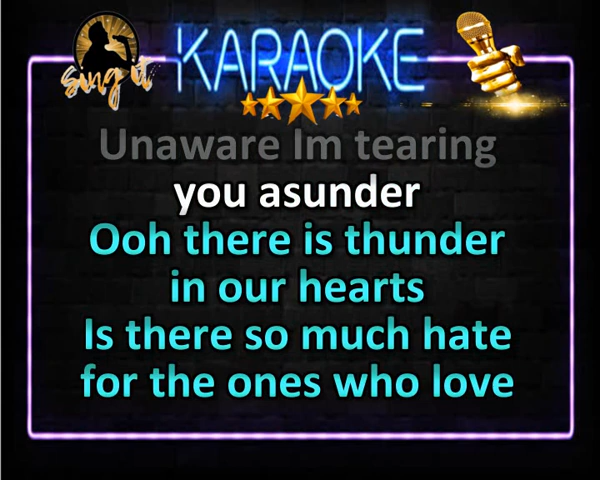 Sing it KARAOKE
Unaware Im tearing
you asunder
Ooh there is thunder
in our hearts
Is there so much hate
for the ones who love